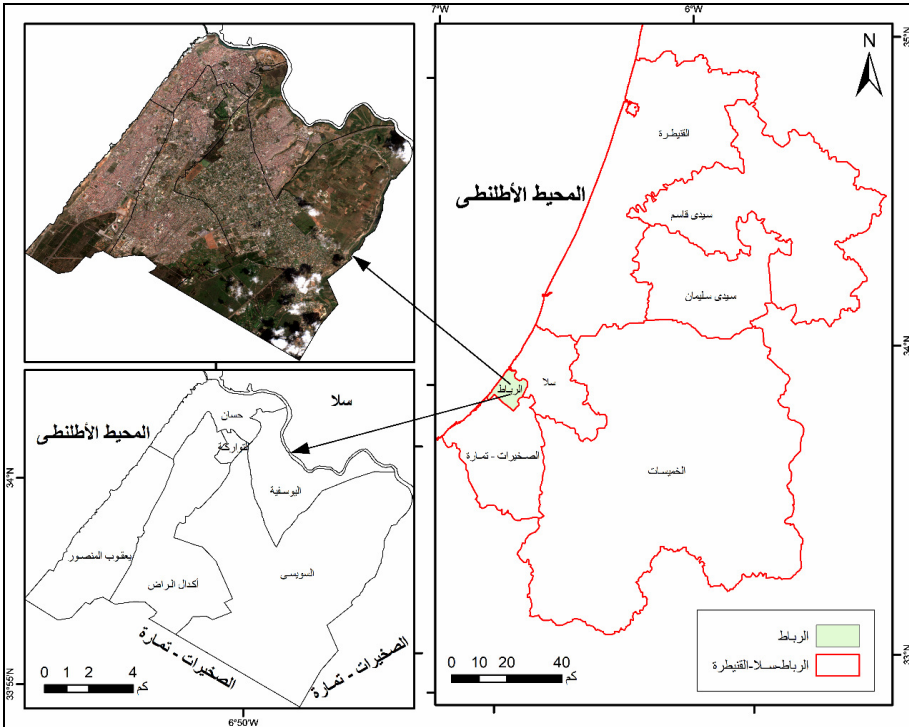 7°W
6°W
35°N
34°N
33°N
N
القنيطرة
سيدى قاسم
سيدى سليمان
المحيط الأطلنطى
سلا
الرباط
الصخيرات - تمارة
الخميسات
0 10 20 40
كم
الرباط
الرباط-سلا-القنيطرة
سلا
المحيط الأطلنطى
حسان
التواركة
اليوسفية
يعقوب المنصور
أكدال الراض
السويسي
الصخيرات - تمارة
الصخيرات - تمارة
34°N
33°55'N
6°50'W
0 1 2 4
كم